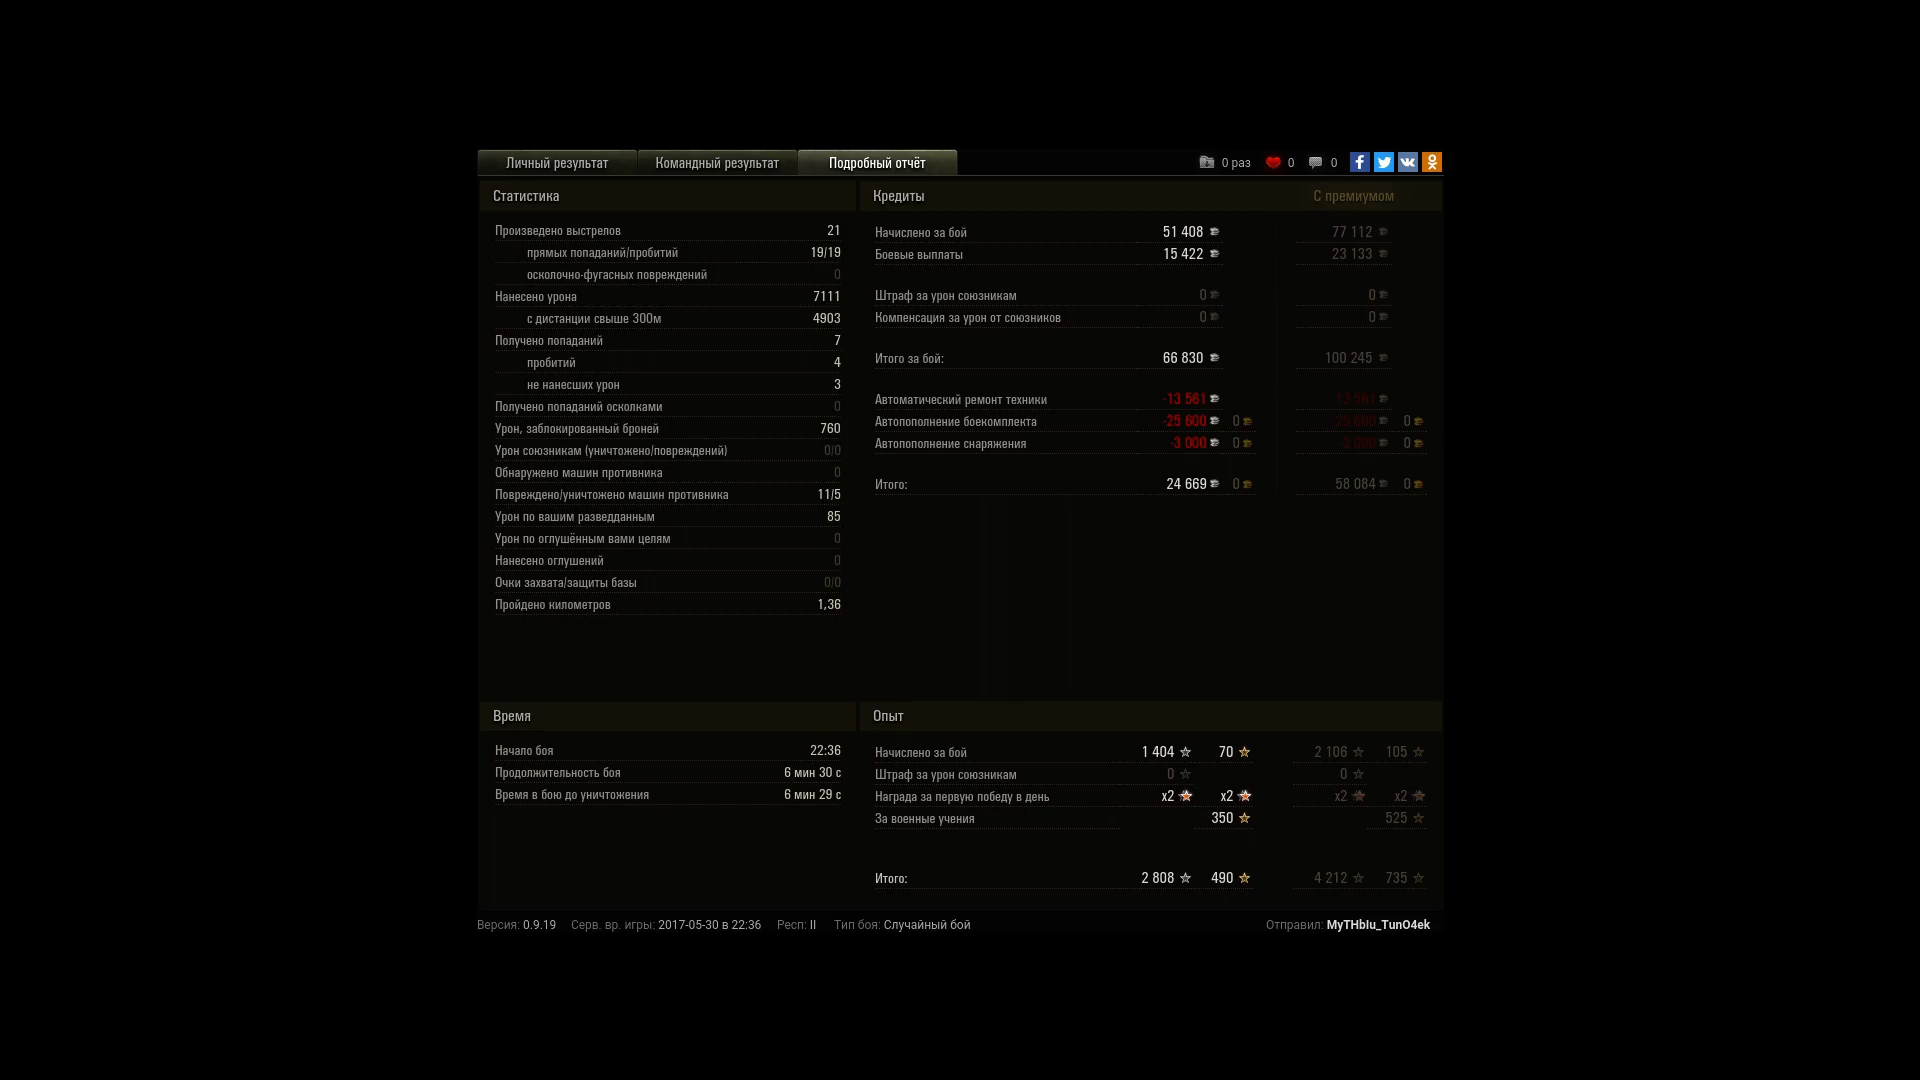 Личный результат Командный результат Подробный отчёт 0 раз 0 0
Статистика
Произведено выстрелов 21
прямых попаданий/пробитий 19/19
осколочно-фугасных повреждений 0
Нанесено урона 7111
с дистанции свыше 300м 4903
Получено попаданий 7
пробитий 4
не нанесших урон 3
Получено попаданий осколками 0
Урон, заблокированный броней 760
Урон союзникам (уничтожено/повреждений) 0/0
Обнаружено машин противника 0
Повреждено/уничтожено машин противника 11/5
Урон по вашим разведданным 85
Урон по оглушённым вами целям 0
Нанесено оглушений 0
Очки захвата/защиты базы 0/0
Пройдено километров 1,36
Кредиты С премиумом
Начислено за бой 51 408 77 112
Боевые выплаты 15 422 23 133
Штраф за урон союзникам 0 0
Компенсация за урон от союзников 0 0
Итого за бой: 66 830 100 245
Автоматический ремонт техники -13 561 -13 561
Автопополнение боекомплекта -25 600 0 -25 600 0
Автопополнение снаряжения -3 000 0 -3 000 0
Итого: 24 669 0 58 084 0
Время
Начало боя 22:36
Продолжительность боя 6 мин 30 с
Время в бою до уничтожения 6 мин 29 с
Опыт
Начислено за бой 1 404 70 2 106 105
Штраф за урон союзникам 0 0
Награда за первую победу в день x2 x2 x2 x2
За военные учения 350 525
Итого: 2 808 490 4 212 735
Версия: 0.9.19 Серв. вр. игры: 2017-05-30 в 22:36 Респ: II Тип боя: Случайный бой Отправил: MyTHbIu_TunO4ek